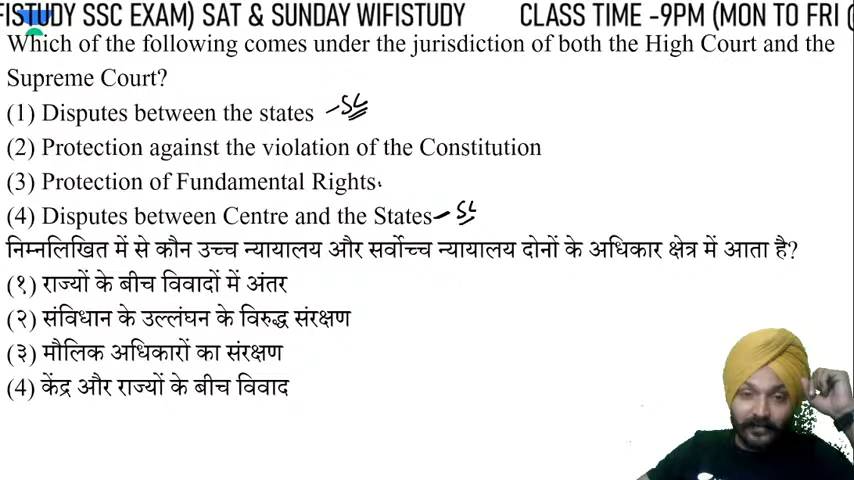 FISTUDY SSC EXAM) SAT & SUNDAY WIFISTUDY CLASS TIME -9PM (MON TO FRI @
Which of the following comes under the jurisdiction of both the High Court and the
Supreme Court?
(1) Disputes between the states - SC
(2) Protection against the violation of the Constitution
(3) Protection of Fundamental Rights.
(4) Disputes between Centre and the States - SC
निम्नलिखित में से कौन उच्च न्यायालय और सर्वोच्च न्यायालय दोनों के अधिकार क्षेत्र में आता है?
(१) राज्यों के बीच विवादों में अंतर
(२) संविधान के उल्लंघन के विरुद्ध संरक्षण
(३) मौलिक अधिकारों का संरक्षण
(4) केंद्र और राज्यों के बीच विवाद